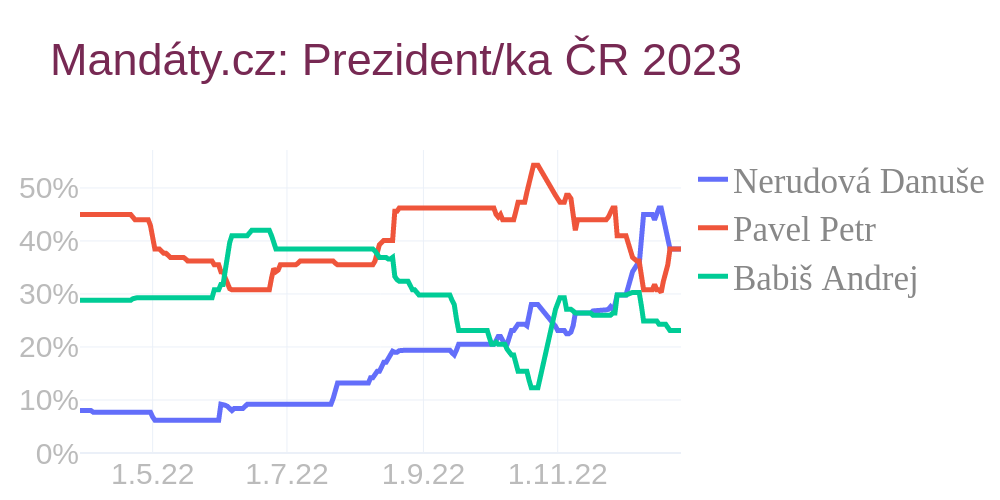 Mandáty.cz: Prezident/ka ČR 2023
Nerudová Danuše
Pavel Petr
Babiš Andrej
50%
40%
30%
20%
10%
0%
1.5.22 1.7.22 1.9.22 1.11.22